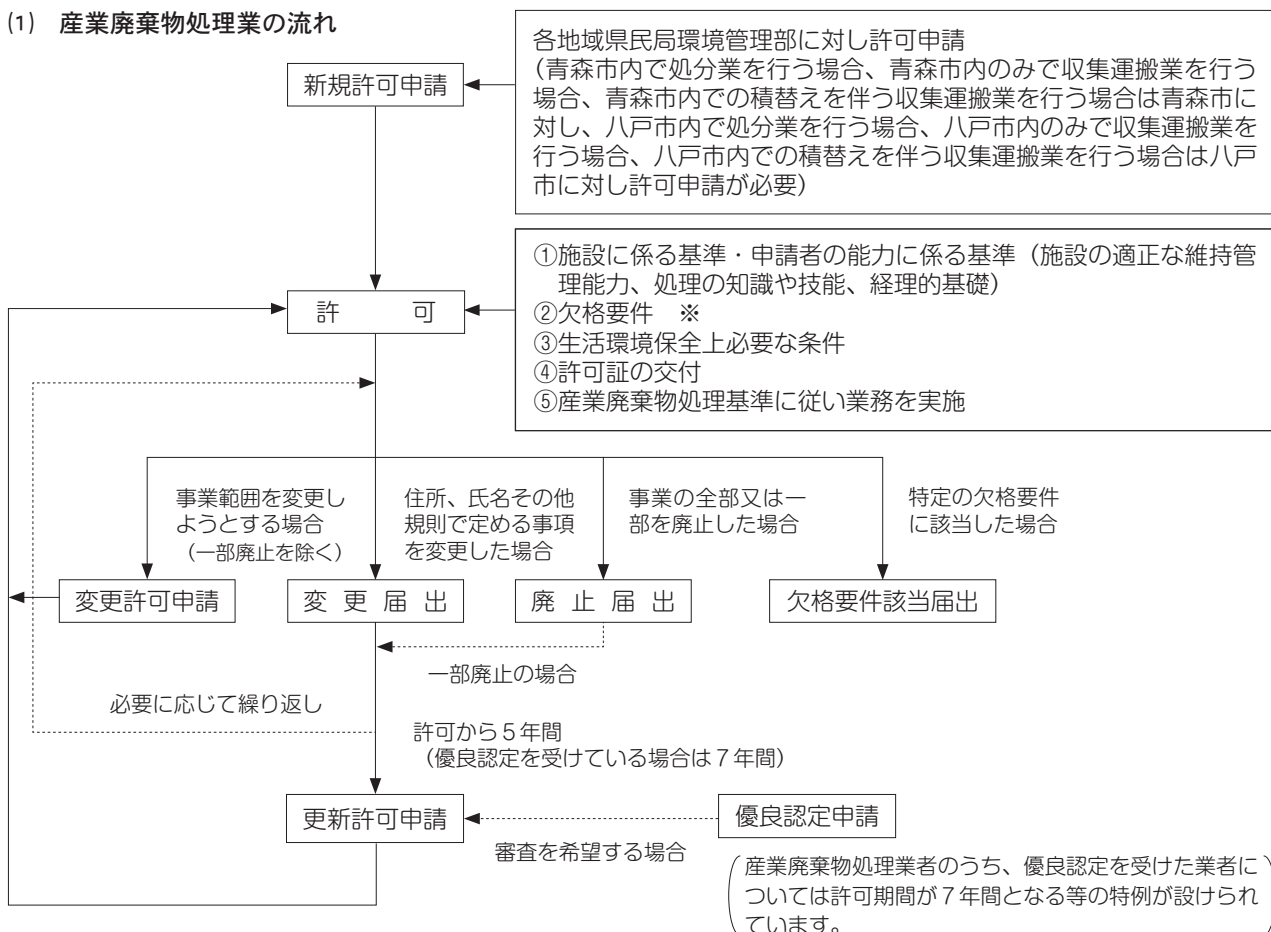 (1) 産業廃棄物処理業の流れ
新規許可申請
各地域県民局環境管理部に対し許可申請
(青森市内で処分業を行う場合、青森市内のみで収集運搬業を行う
場合、青森市内での積替えを伴う収集運搬業を行う場合は青森市に
対し、八戸市内で処分業を行う場合、八戸市内のみで収集運搬業を
行う場合、八戸市内での積替えを伴う収集運搬業を行う場合は八戸
市に対し許可申請が必要)
許 可
①施設に係る基準・申請者の能力に係る基準(施設の適正な維持管
理能力、処理の知識や技能、経理的基礎)
②欠格要件 ※
③生活環境保全上必要な条件
④許可証の交付
⑤産業廃棄物処理基準に従い業務を実施
事業範囲を変更し
ようとする場合
(一部廃止を除く)
住所、氏名その他
規則で定める事項
を変更した場合
事業の全部又は一
部を廃止した場合
特定の欠格要件
に該当した場合
変更許可申請
変 更 届 出
廃 止 届 出
欠格要件該当届出
一部廃止の場合
必要に応じて繰り返し
許可から5年間
(優良認定を受けている場合は7年間)
更新許可申請
優良認定申請
審査を希望する場合
(産業廃棄物処理業者のうち、優良認定を受けた業者に
ついては許可期間が7年間となる等の特例が設けられ
ています。)